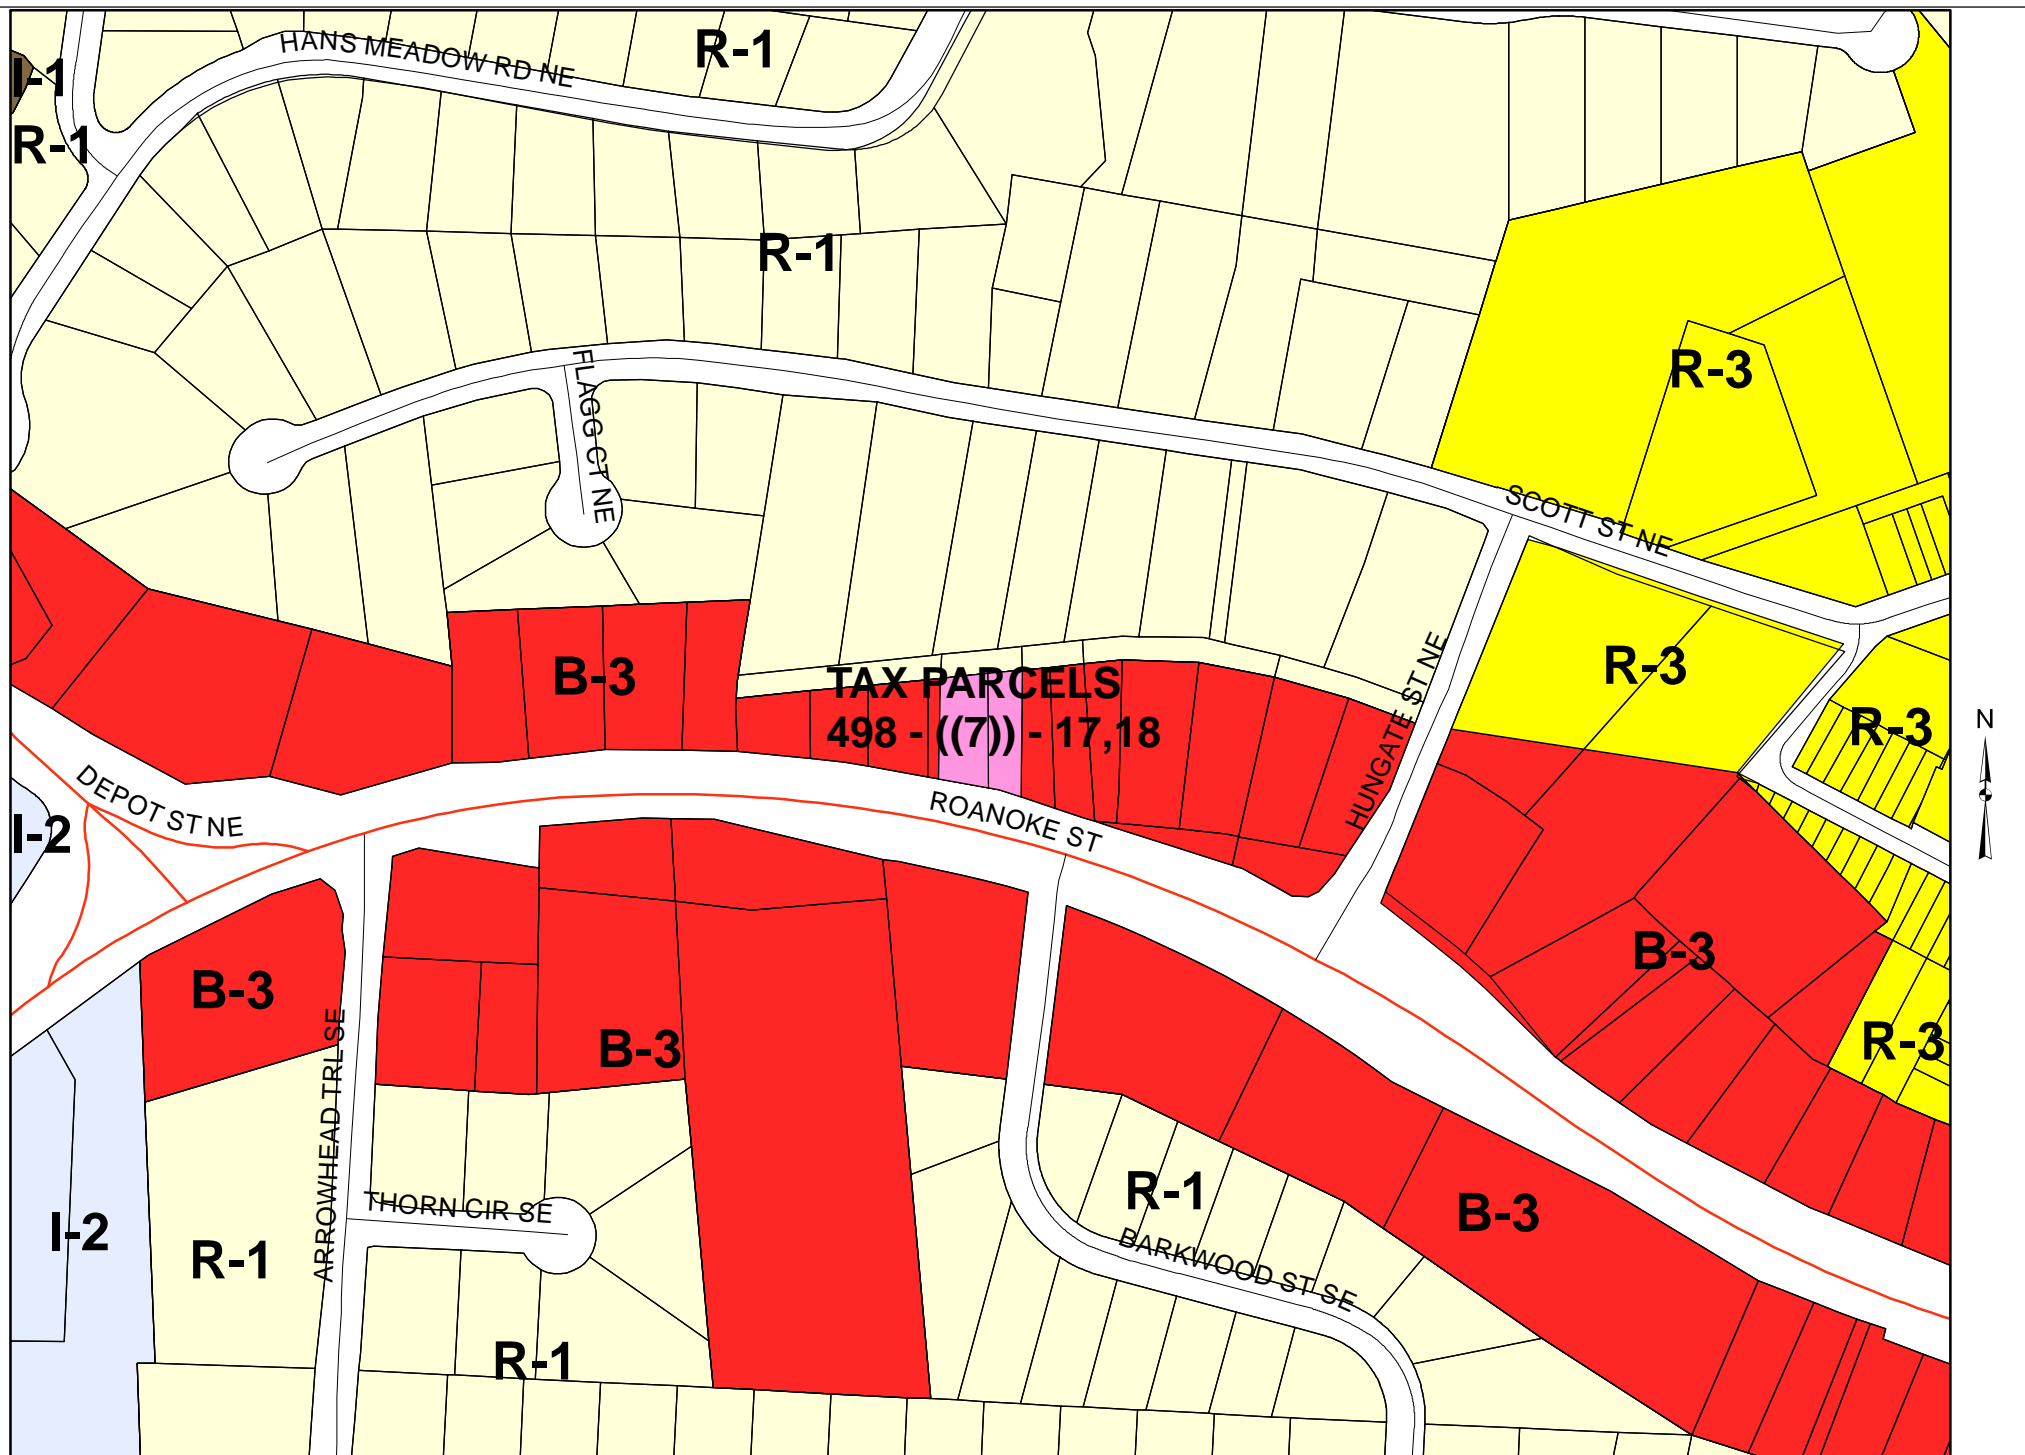 HANS MEADOW RD NE
R-1
I-1
R-1
R-1
FLAGG CT NE
R-3
SCOTT ST NE
B-3
TAX PARCELS
498 - ((7)) - 17,18
HUNGATE ST NE
R-3
R-3
N
DEPOT ST NE
I-2
ROANOKE ST
B-3
B-3
B-3
R-3
ARROWHEAD TRL SE
THORN CIR SE
R-1
B-3
I-2
R-1
BARKWOOD ST SE
R-1